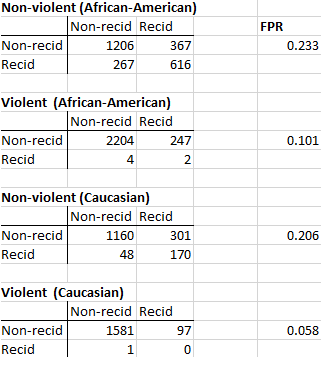 Non-violent (African-American)
Non-recid Recid FPR
Non-recid 1206 367 0.233
Recid 267 616
Violent (African-American)
Non-recid Recid
Non-recid 2204 247 0.101
Recid 4 2
Non-violent (Caucasian)
Non-recid Recid
Non-recid 1160 301 0.206
Recid 48 170
Violent (Caucasian)
Non-recid Recid
Non-recid 1581 97 0.058
Recid 1 0